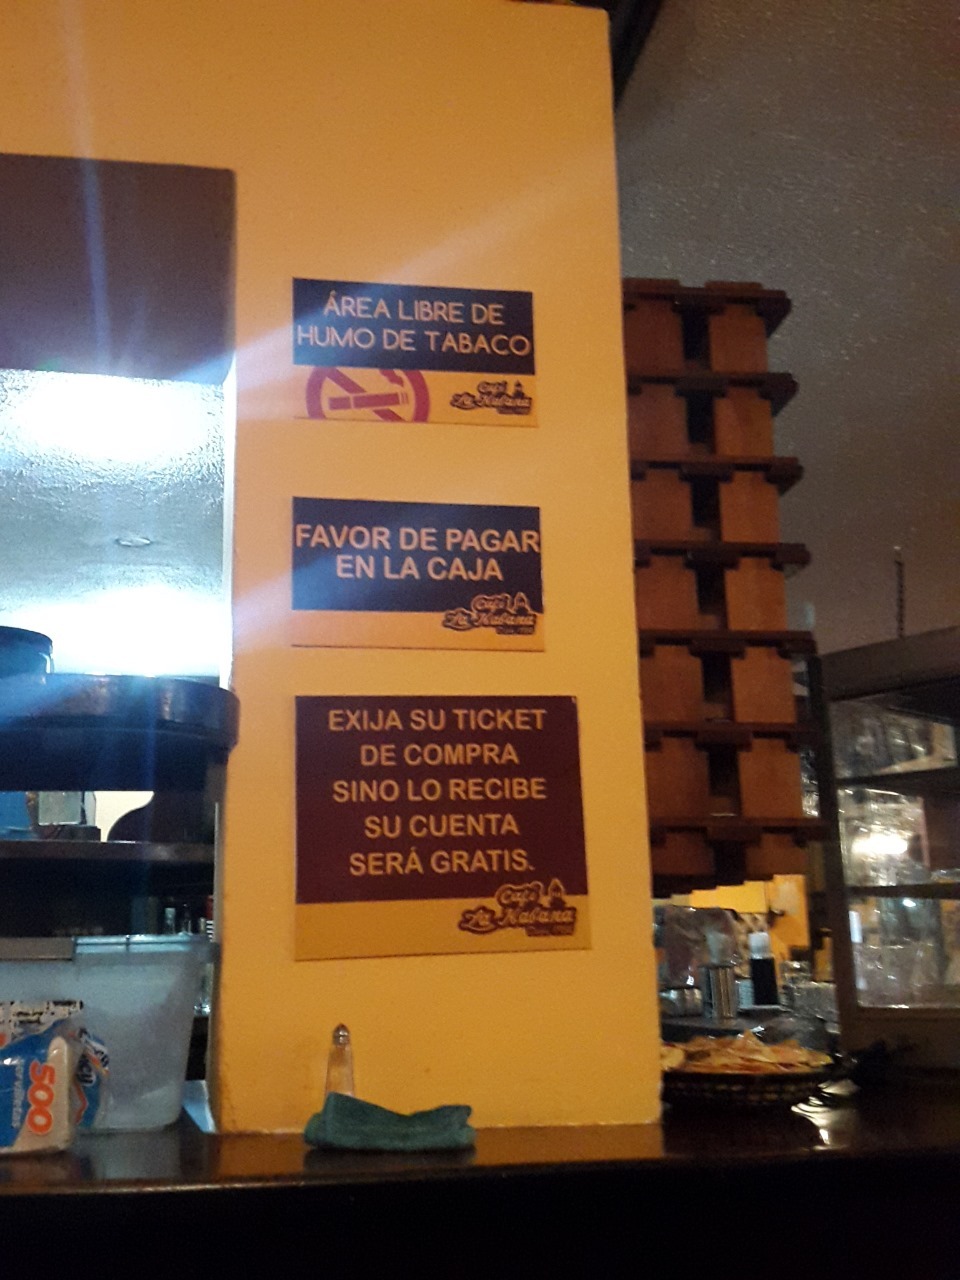 ÁREA LIBRE DE
HUMO DE TABACO
Café
La Habana
FAVOR DE PAGAR
EN LA CAJA
Café
La Habana
EXIJA SU TICKET
DE COMPRA
SINO LO RECIBE
SU CUENTA
SERÁ GRATIS.
Café
La Habana
500
servilletas